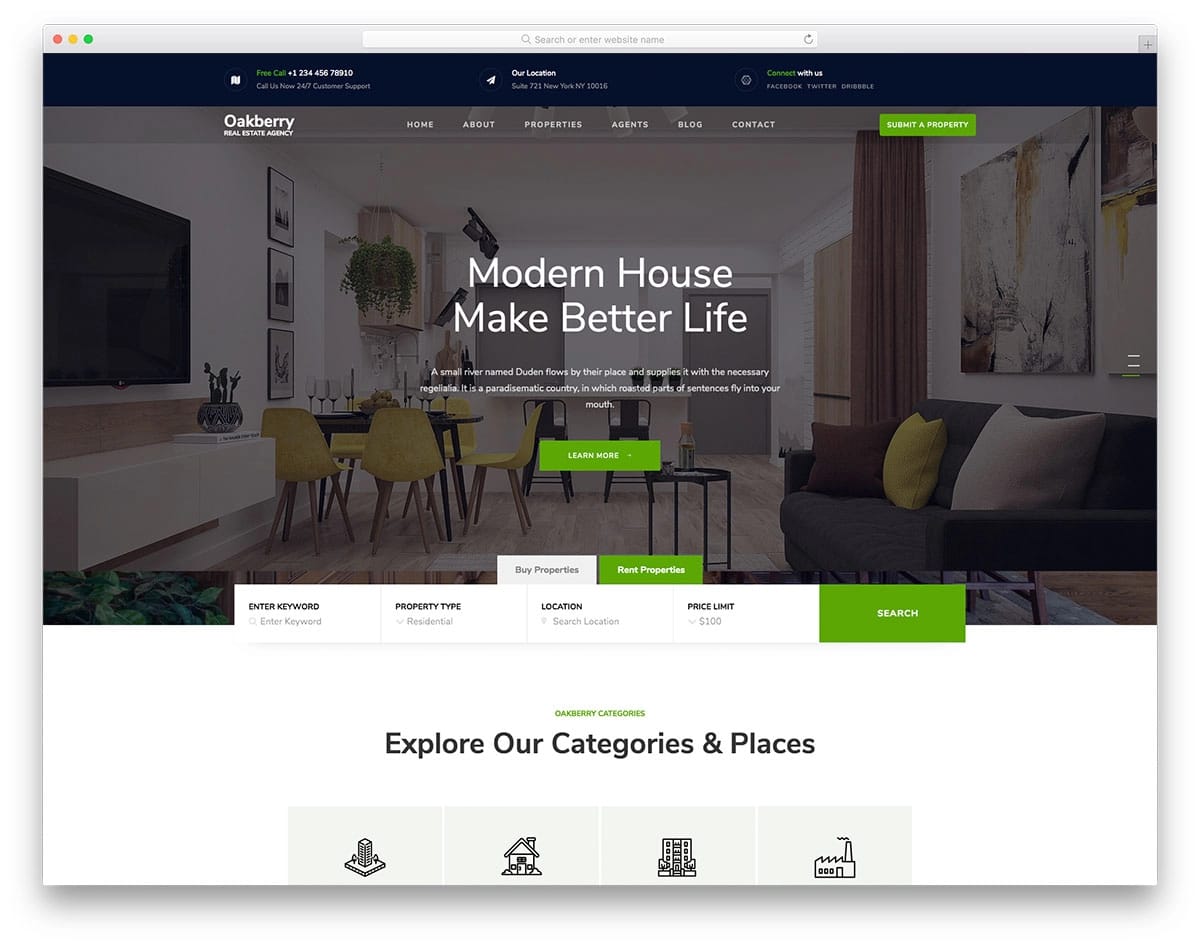 Search or enter website name
Free Call +1 234 456 78910
Call Us Now 24/7 Customer Support
Our Location
Suite 721 New York NY 10016
Connect with us
FACEBOOK TWITTER DRIBBBLE
Oakberry
REAL ESTATE AGENCY
HOME ABOUT PROPERTIES AGENTS BLOG CONTACT
SUBMIT A PROPERTY
Modern House
Make Better Life
A small river named Duden flows by their place and supplies it with the necessary
regelialia. It is a paradisematic country, in which roasted parts of sentences fly into your
mouth.
LEARN MORE →
Buy Properties
Rent Properties
ENTER KEYWORD
Enter Keyword
PROPERTY TYPE
Residential
LOCATION
Search Location
PRICE LIMIT
$100
SEARCH
OAKBERRY CATEGORIES
Explore Our Categories & Places